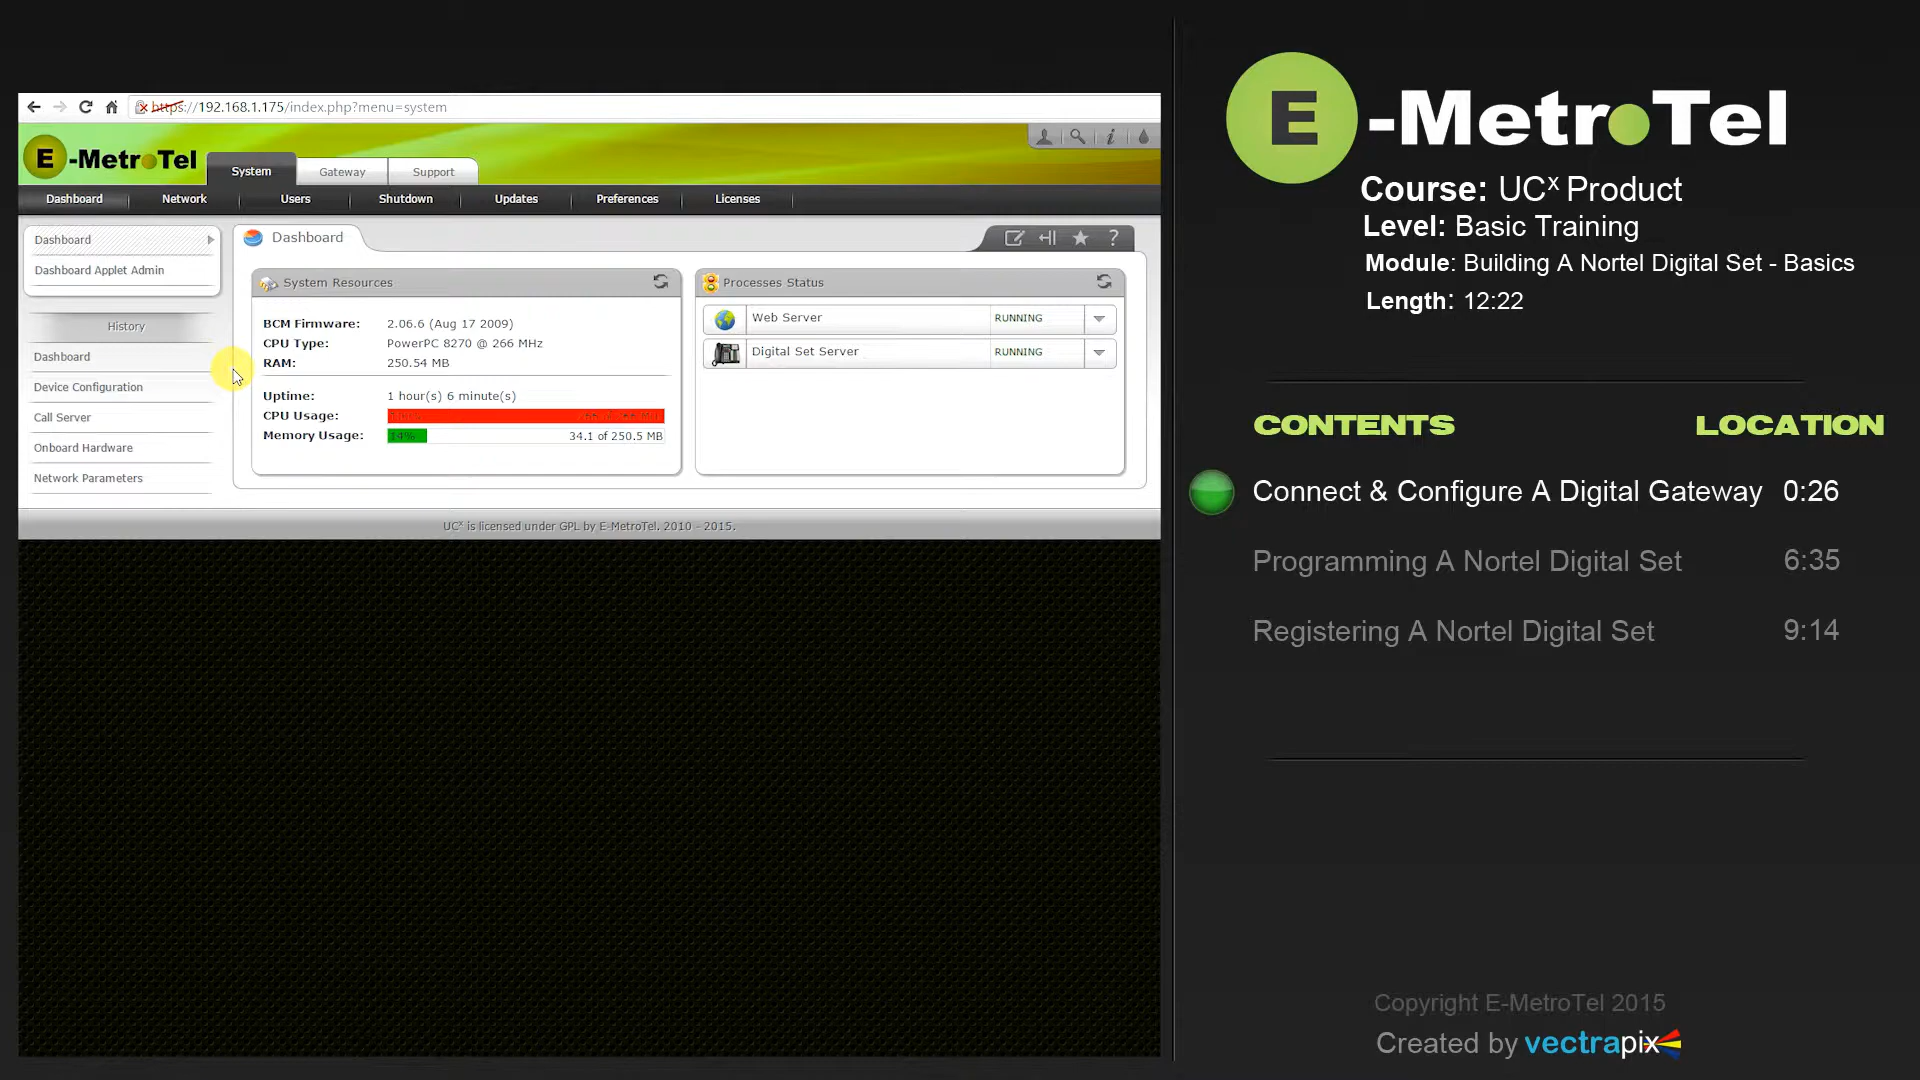 https://192.168.1.175/index.php?menu=system
E-MetroTel
System
Gateway
Support
Dashboard
Network
Users
Shutdown
Updates
Preferences
Licenses
Dashboard
Dashboard Applet Admin
History
Dashboard
Device Configuration
Call Server
Onboard Hardware
Network Parameters
Dashboard
?
System Resources
BCM Firmware: 2.06.6 (Aug 17 2009)
CPU Type: PowerPC 8270 @ 266 MHz
RAM: 250.54 MB
Uptime: 1 hour(s) 6 minute(s)
CPU Usage:
Memory Usage: 14% 34.1 of 250.5 MB
Processes Status
Web Server RUNNING
Digital Set Server RUNNING
UCx is licensed under GPL by E-MetroTel. 2010 - 2015.
E-MetroTel
Course: UCx Product
Level: Basic Training
Module: Building A Nortel Digital Set - Basics
Length: 12:22
CONTENTS LOCATION
Connect & Configure A Digital Gateway 0:26
Programming A Nortel Digital Set 6:35
Registering A Nortel Digital Set 9:14
Copyright E-MetroTel 2015
Created by vectrapix